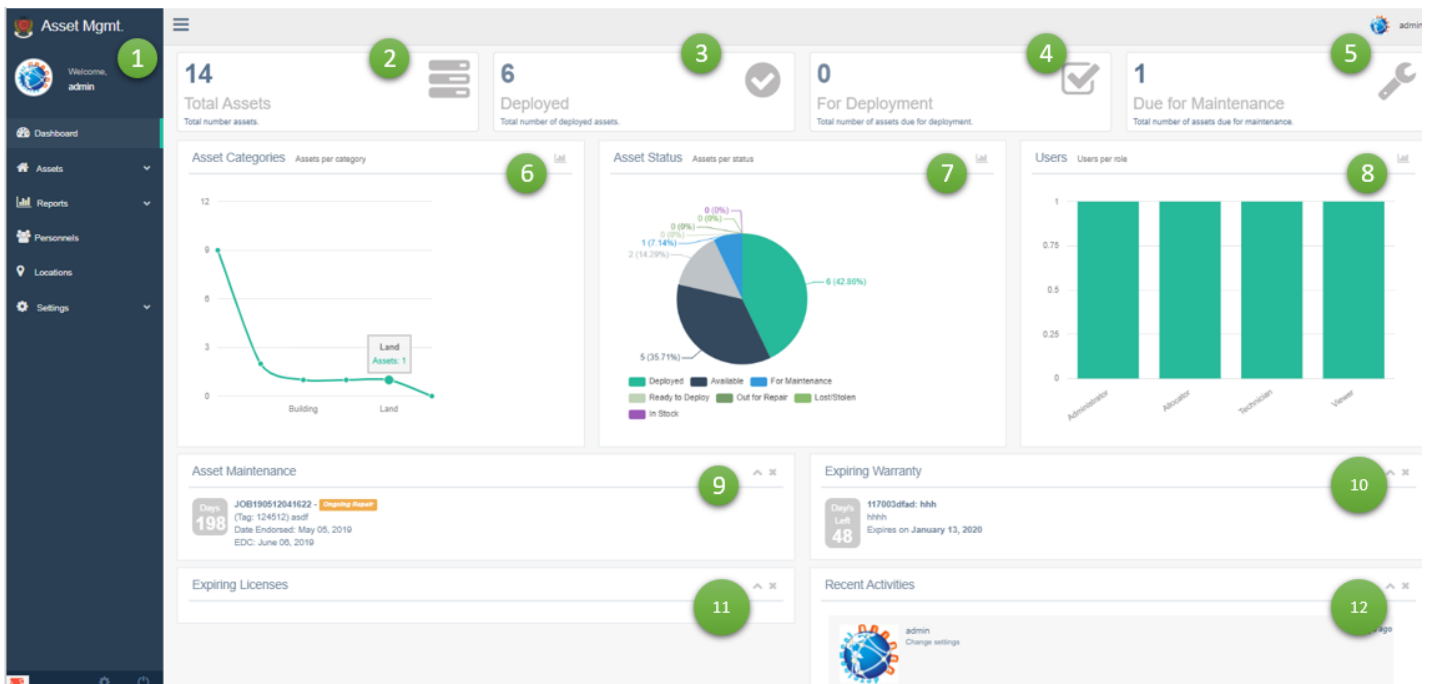 Asset Mgmt.
1
Welcome,
admin
Dashboard
Assets
Reports
Personnels
Locations
Settings
admin
14
Total Assets
Total number assets.
2
6
Deployed
Total number of deployed assets.
3
0
For Deployment
Total number of assets due for deployment.
4
1
Due for Maintenance
Total number of assets due for maintenance.
5
Asset Categories Assets per category
6
12
9
6
3
0
Land
Assets: 1
Building Land
Asset Status Assets per status
7
0 (0%)
0 (0%)
0 (0%)
0 (0%)
1 (7.14%)
2 (14.29%)
6 (42.86%)
5 (35.71%)
Deployed Available For Maintenance
Ready to Deploy Out for Repair Lost/Stolen
In Stock
Users Users per role
8
1
0.75
0.5
0.25
0
Administrator Allocator Technician Viewer
Asset Maintenance
9
Days
198
JOB190512041622 - Ongoing Repair
(Tag: 124512) asdf
Date Endorsed: May 05, 2019
EDC: June 06, 2019
Expiring Warranty
10
Day/s
Left
48
117003dfad: hhh
hhhh
Expires on January 13, 2020
Expiring Licenses
11
Recent Activities
12
admin
Change settings
ago